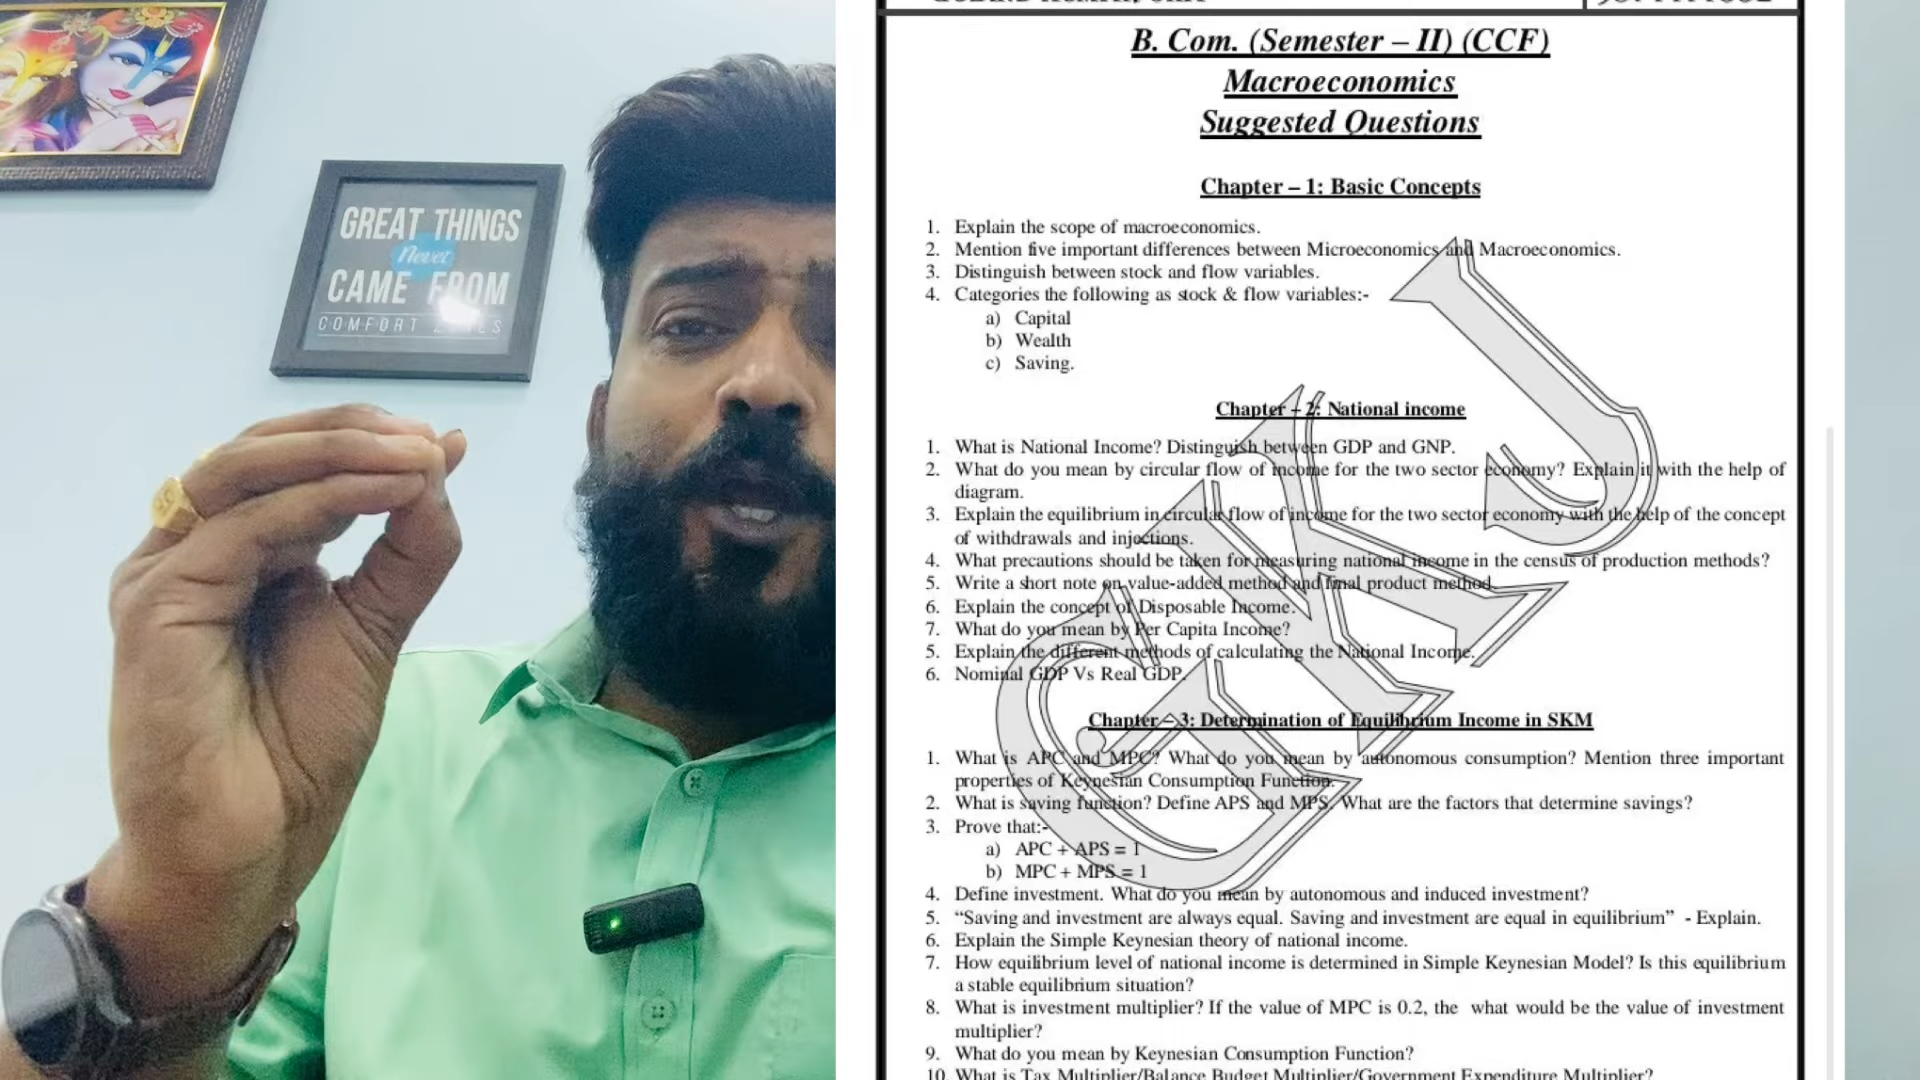 GREAT THINGS
Never
CAME FROM
COMFORT
B. Com. (Semester – II) (CCF)
Macroeconomics
Suggested Questions
Chapter – 1: Basic Concepts
1. Explain the scope of macroeconomics.
2. Mention five important differences between Microeconomics and Macroeconomics.
3. Distinguish between stock and flow variables.
4. Categories the following as stock & flow variables:-
a) Capital
b) Wealth
c) Saving.
Chapter – 2: National income
1. What is National Income? Distinguish between GDP and GNP.
2. What do you mean by circular flow of income for the two sector economy? Explain it with the help of
diagram.
3. Explain the equilibrium in circular flow of income for the two sector economy with the help of the concept
of withdrawals and injections.
4. What precautions should be taken for measuring national income in the census of production methods?
5. Write a short note on value-added method and final product method.
6. Explain the concept of Disposable Income.
7. What do you mean by Per Capita Income?
5. Explain the different methods of calculating the National Income.
6. Nominal GDP Vs Real GDP.
Chapter – 3: Determination of Equilibrium Income in SKM
1. What is APC and MPC? What do you mean by autonomous consumption? Mention three important
properties of Keynesian Consumption Function.
2. What is saving function? Define APS and MPS. What are the factors that determine savings?
3. Prove that:-
a) APC + APS = 1
b) MPC + MPS = 1
4. Define investment. What do you mean by autonomous and induced investment?
5. “Saving and investment are always equal. Saving and investment are equal in equilibrium” - Explain.
6. Explain the Simple Keynesian theory of national income.
7. How equilibrium level of national income is determined in Simple Keynesian Model? Is this equilibrium
a stable equilibrium situation?
8. What is investment multiplier? If the value of MPC is 0.2, the what would be the value of investment
multiplier?
9. What do you mean by Keynesian Consumption Function?
10. What is Tax Multiplier/Balance Budget Multiplier/Government Expenditure Multiplier?
GKJ